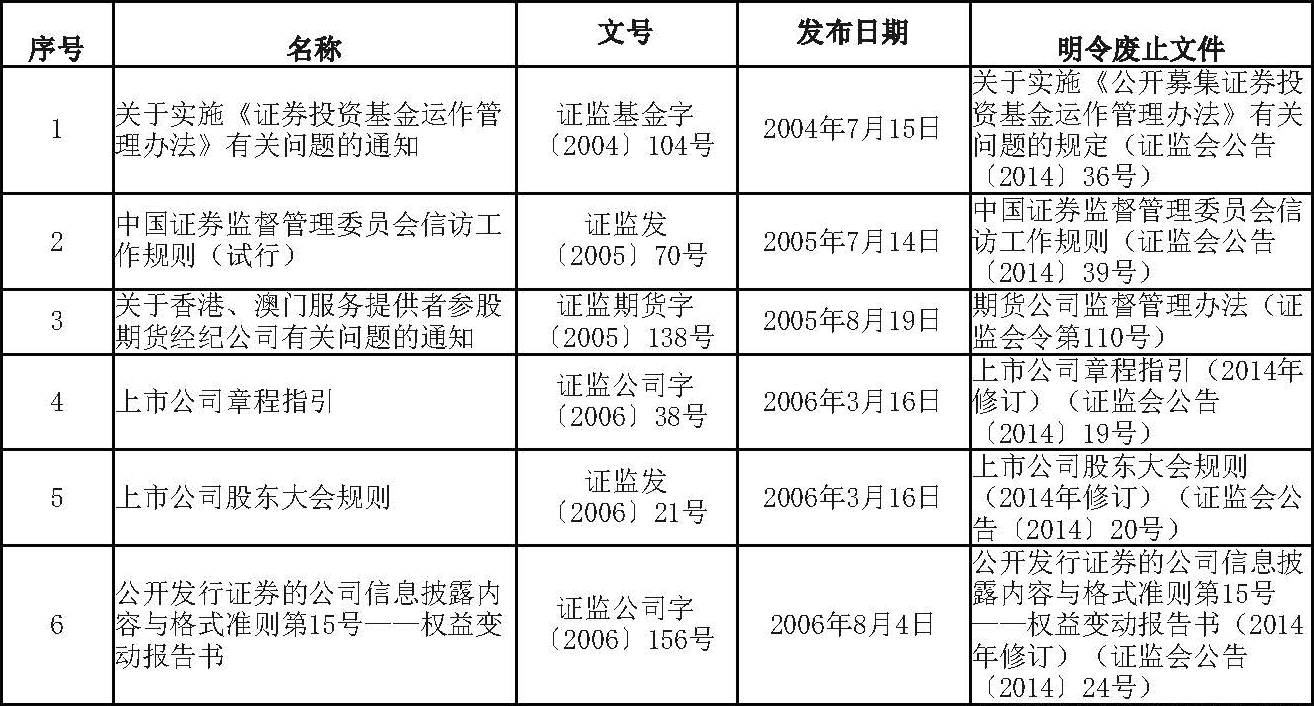 序号
名称
文号
发布日期
明令废止文件
1
关于实施《证券投资基金运作管
理办法》有关问题的通知
证监基金字
〔2004〕104号
2004年7月15日
关于实施《公开募集证券投
资基金运作管理办法》有关
问题的规定（证监会公告
〔2014〕36号）
2
中国证券监督管理委员会信访工
作规则（试行）
证监发
〔2005〕70号
2005年7月14日
中国证券监督管理委员会信
访工作规则（证监会公告
〔2014〕39号）
3
关于香港、澳门服务提供者参股
期货经纪公司有关问题的通知
证监期货字
〔2005〕138号
2005年8月19日
期货公司监督管理办法（证
监会令第110号）
4
上市公司章程指引
证监公司字
〔2006〕38号
2006年3月16日
上市公司章程指引（2014年
修订）（证监会公告
〔2014〕19号）
5
上市公司股东大会规则
证监发
〔2006〕21号
2006年3月16日
上市公司股东大会规则
（2014年修订）（证监会公
告〔2014〕20号）
6
公开发行证券的公司信息披露内
容与格式准则第15号——权益变
动报告书
证监公司字
〔2006〕156号
2006年8月4日
公开发行证券的公司信息披
露内容与格式准则第15号
——权益变动报告书（2014
年修订）（证监会公告
〔2014〕24号）